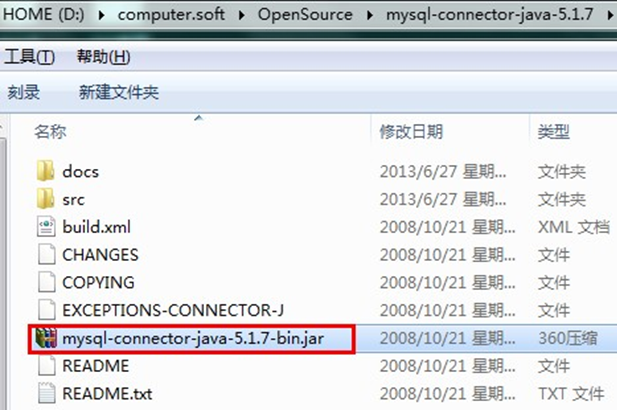 HOME (D:) ▸ computer.soft ▸ OpenSource ▸ mysql-connector-java-5.1.7 ▸
工具(T) 帮助(H)
刻录 新建文件夹
名称 修改日期 类型
docs 2013/6/27 星期... 文件夹
src 2013/6/27 星期... 文件夹
build.xml 2008/10/21 星期... XML 文档
CHANGES 2008/10/21 星期... 文件
COPYING 2008/10/21 星期... 文件
EXCEPTIONS-CONNECTOR-J 2008/10/21 星期... 文件
mysql-connector-java-5.1.7-bin.jar 2008/10/21 星期... 360压缩
README 2008/10/21 星期... 文件
README.txt 2008/10/21 星期... TXT 文件